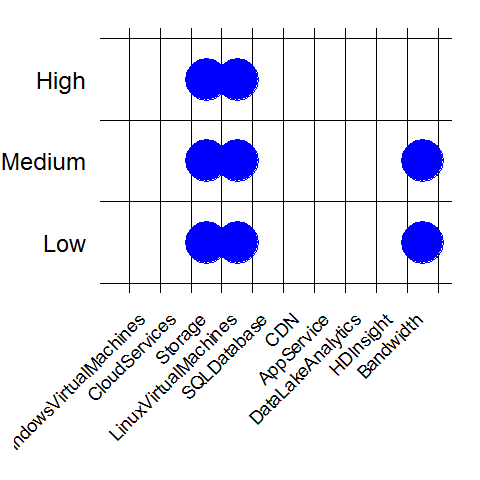 High
Medium
Low
ndowsVirtualMachines
CloudServices
Storage
LinuxVirtualMachines
SQLDatabase
CDN
AppService
DataLakeAnalytics
HDInsight
Bandwidth